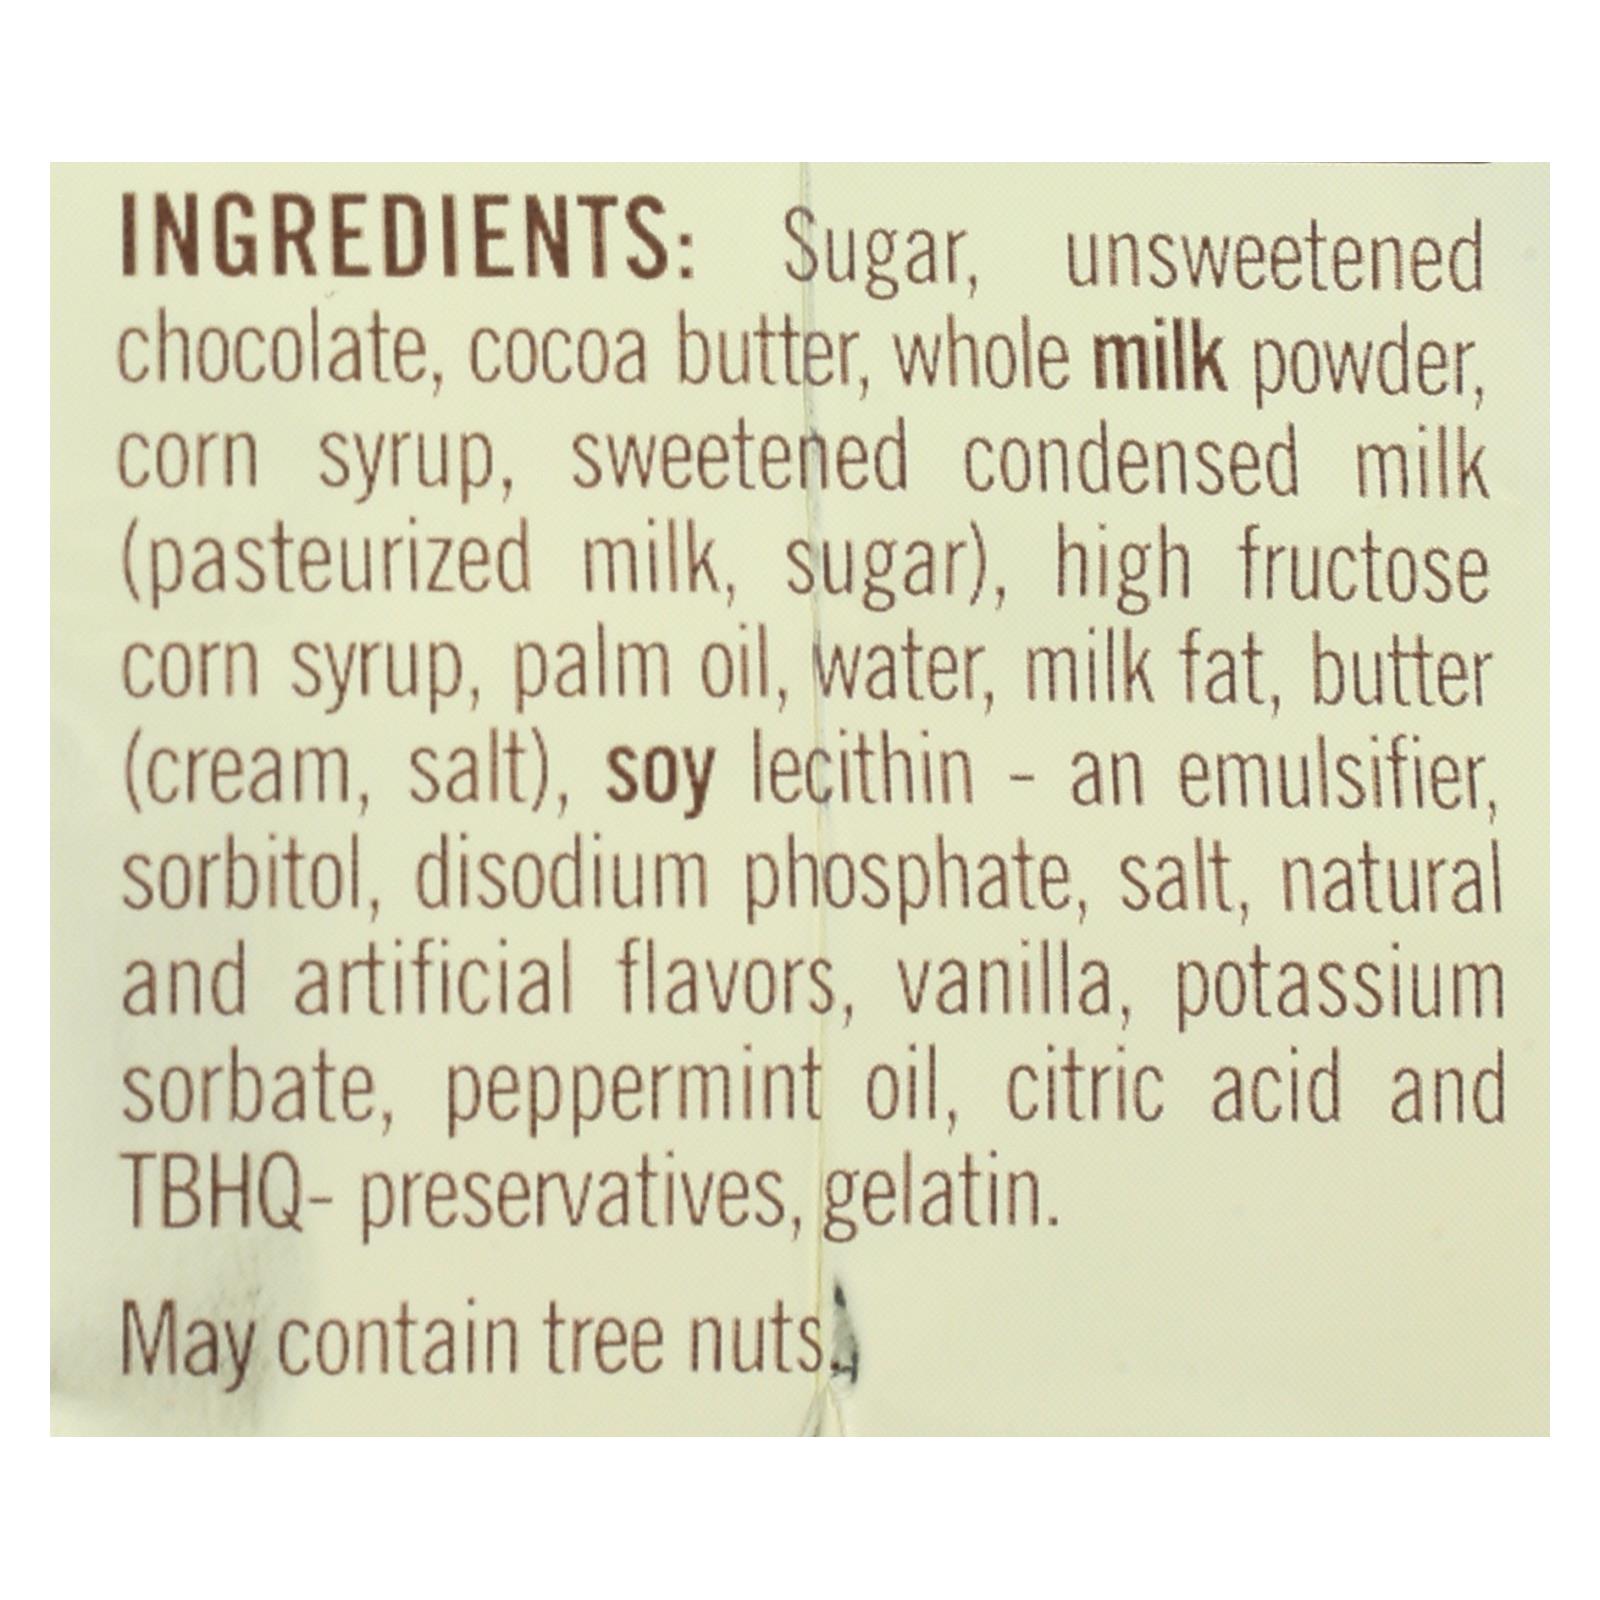 INGREDIENTS: Sugar, unsweetened
chocolate, cocoa butter, whole milk powder,
corn syrup, sweetened condensed milk
(pasteurized milk, sugar), high fructose
corn syrup, palm oil, water, milk fat, butter
(cream, salt), soy lecithin - an emulsifier,
sorbitol, disodium phosphate, salt, natural
and artificial flavors, vanilla, potassium
sorbate, peppermint oil, citric acid and
TBHQ- preservatives, gelatin.
May contain tree nuts.